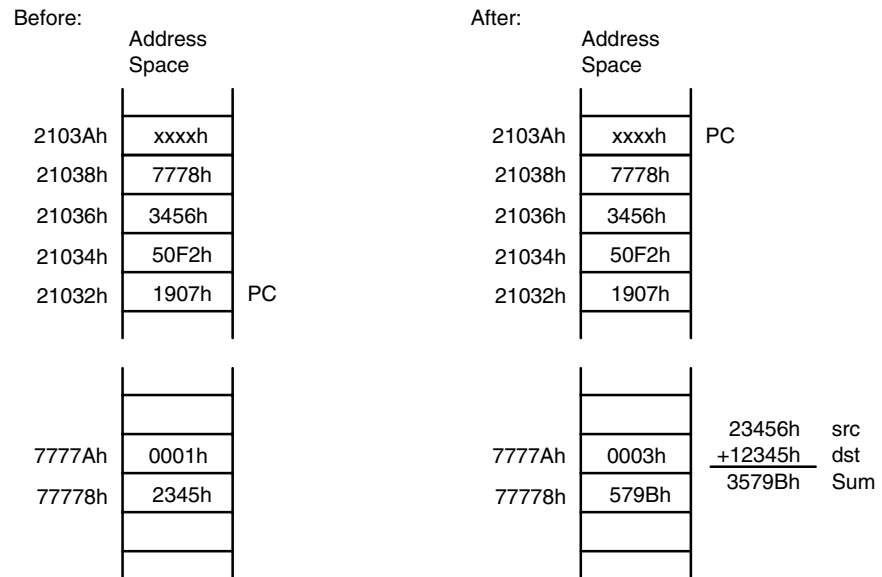 Before:
Address
Space
2103Ah xxxxh
21038h 7778h
21036h 3456h
21034h 50F2h
21032h 1907h PC
7777Ah 0001h
77778h 2345h
After:
Address
Space
2103Ah xxxxh PC
21038h 7778h
21036h 3456h
21034h 50F2h
21032h 1907h
23456h src
7777Ah 0003h +12345h dst
77778h 579Bh 3579Bh Sum